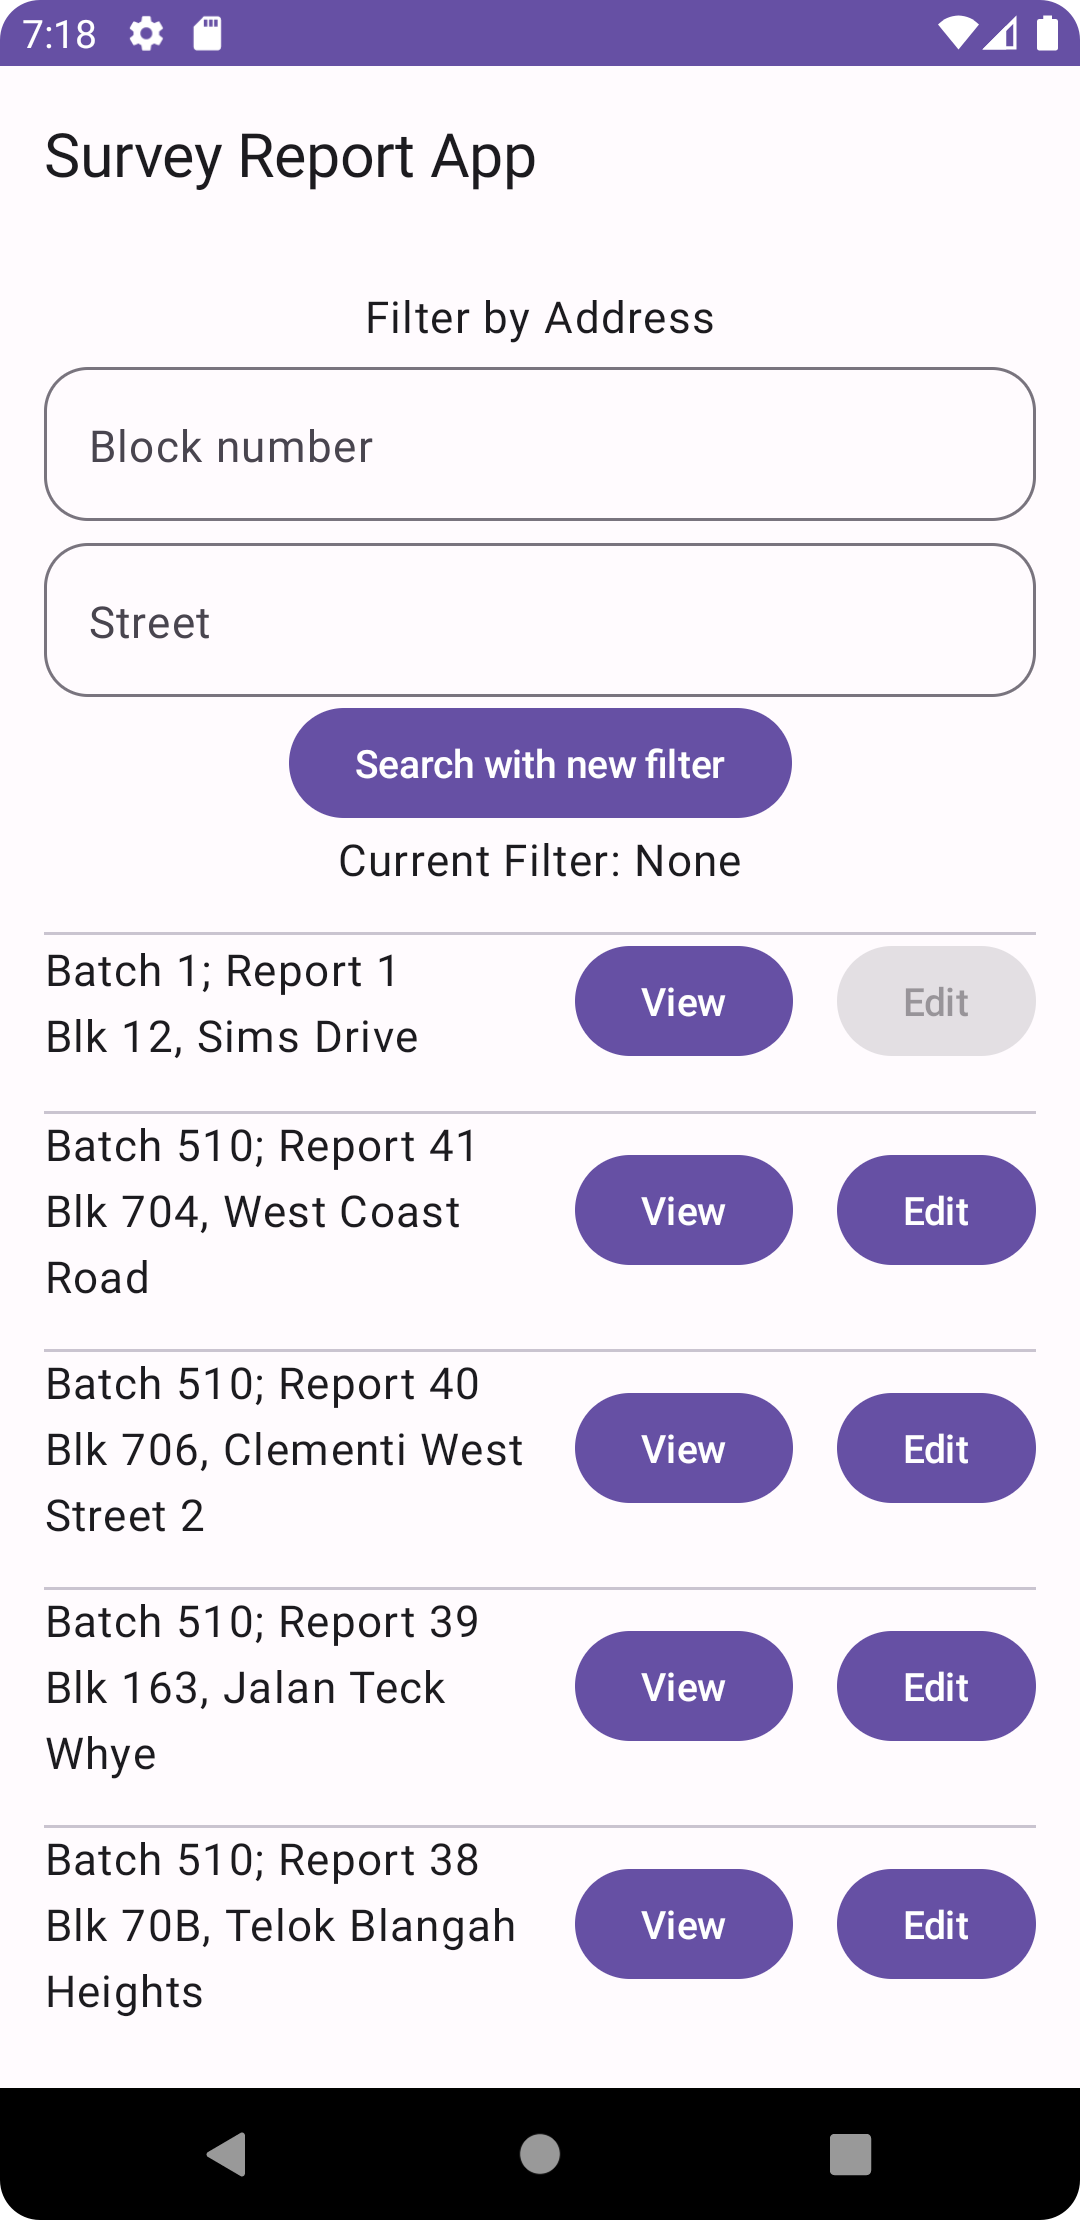 7:18
Survey Report App
Filter by Address
Block number
Street
Search with new filter
Current Filter: None
Batch 1; Report 1
Blk 12, Sims Drive
View
Edit
Batch 510; Report 41
Blk 704, West Coast
Road
View
Edit
Batch 510; Report 40
Blk 706, Clementi West
Street 2
View
Edit
Batch 510; Report 39
Blk 163, Jalan Teck
Whye
View
Edit
Batch 510; Report 38
Blk 70B, Telok Blangah
Heights
View
Edit